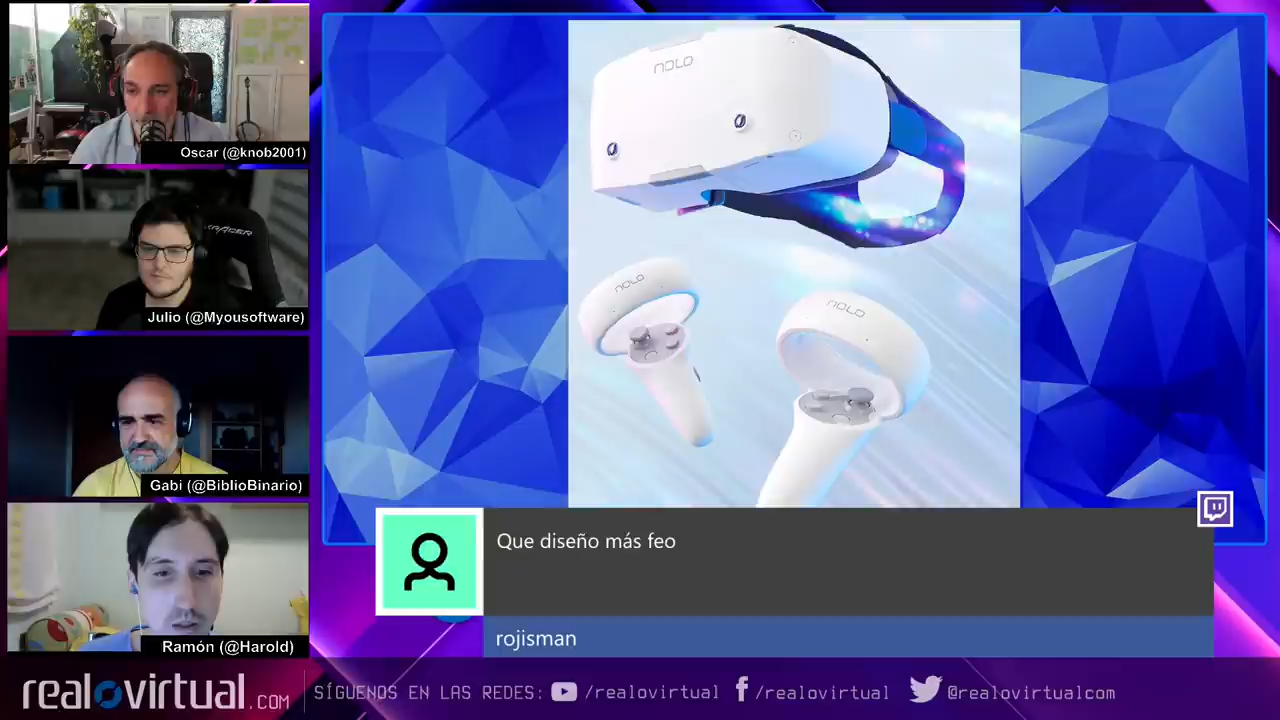 Oscar (@knob2001)
XPACER
Julio (@Myousoftware)
Gabi (@BiblioBinario)
Ramón (@Harold)
NOLO
NOLO
NOLO
Que diseño más feo
rojisman
realovirtual.com
SÍGUENOS EN LAS REDES: /realovirtual /realovirtual @realovirtualcom